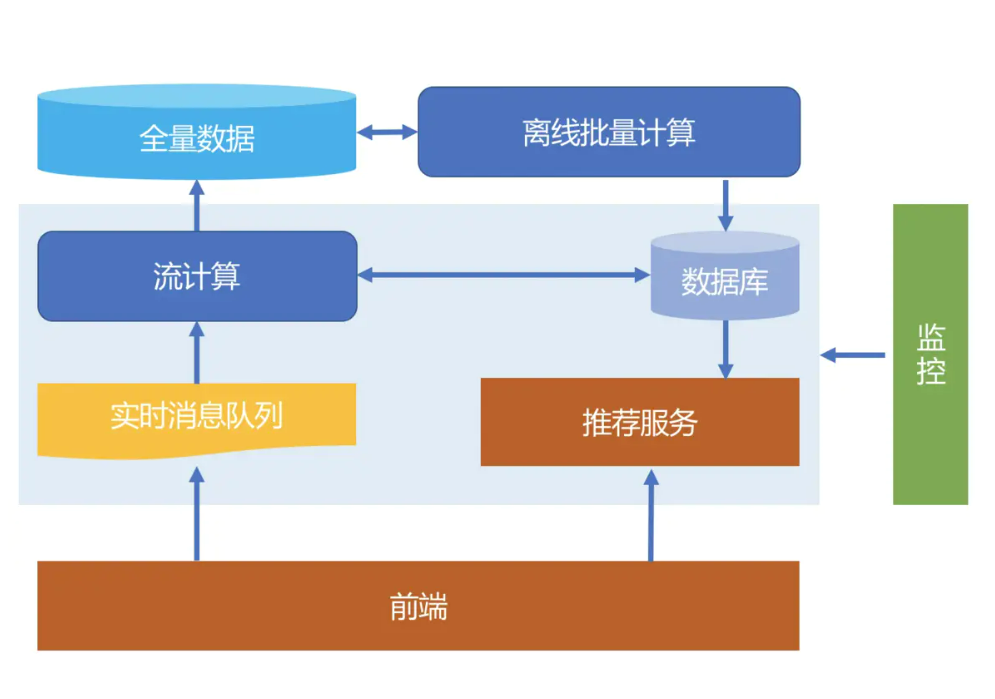 全量数据
离线批量计算
流计算
数据库
监控
实时消息队列
推荐服务
前端